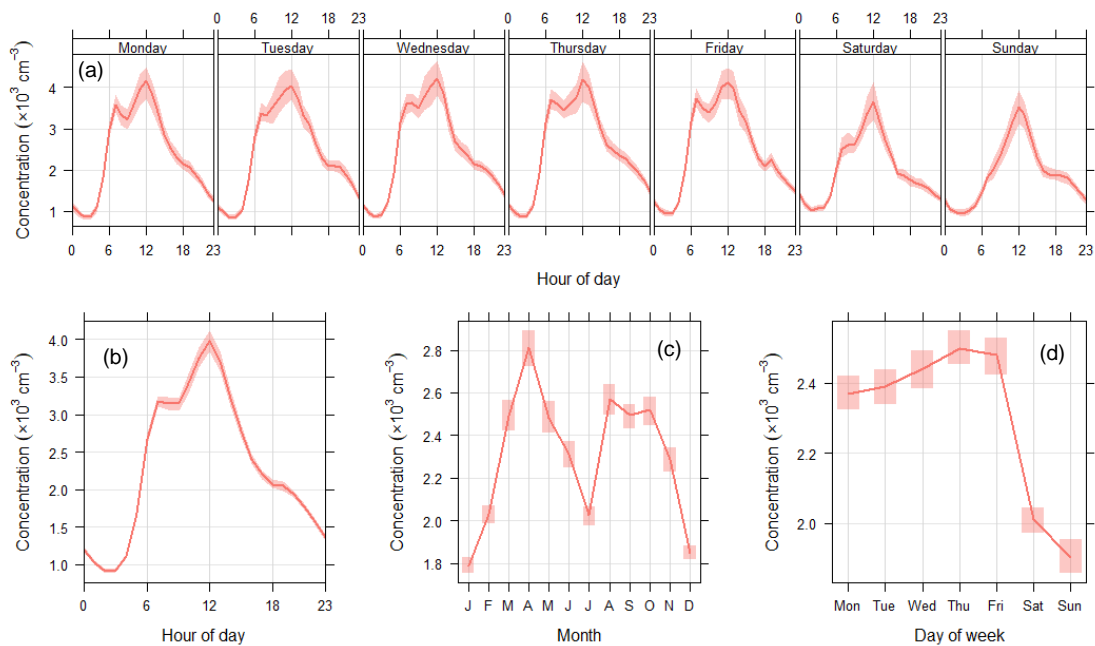 0 6 12 18 23 0 6 12 18 23 0 6 12 18 23
Monday Tuesday Wednesday Thursday Friday Saturday Sunday
(a)
Concentration (×10³ cm⁻³)
4
3
2
1
0 6 12 18 23 0 6 12 18 23 0 6 12 18 23 0 6 12 18 23
Hour of day
(b)
Concentration (×10³ cm⁻³)
4.0
3.5
3.0
2.5
2.0
1.5
1.0
0 6 12 18 23
Hour of day
(c)
Concentration (×10³ cm⁻³)
2.8
2.6
2.4
2.2
2.0
1.8
J F M A M J J A S O N D
Month
(d)
Concentration (×10³ cm⁻³)
2.4
2.0
Mon Tue Wed Thu Fri Sat Sun
Day of week